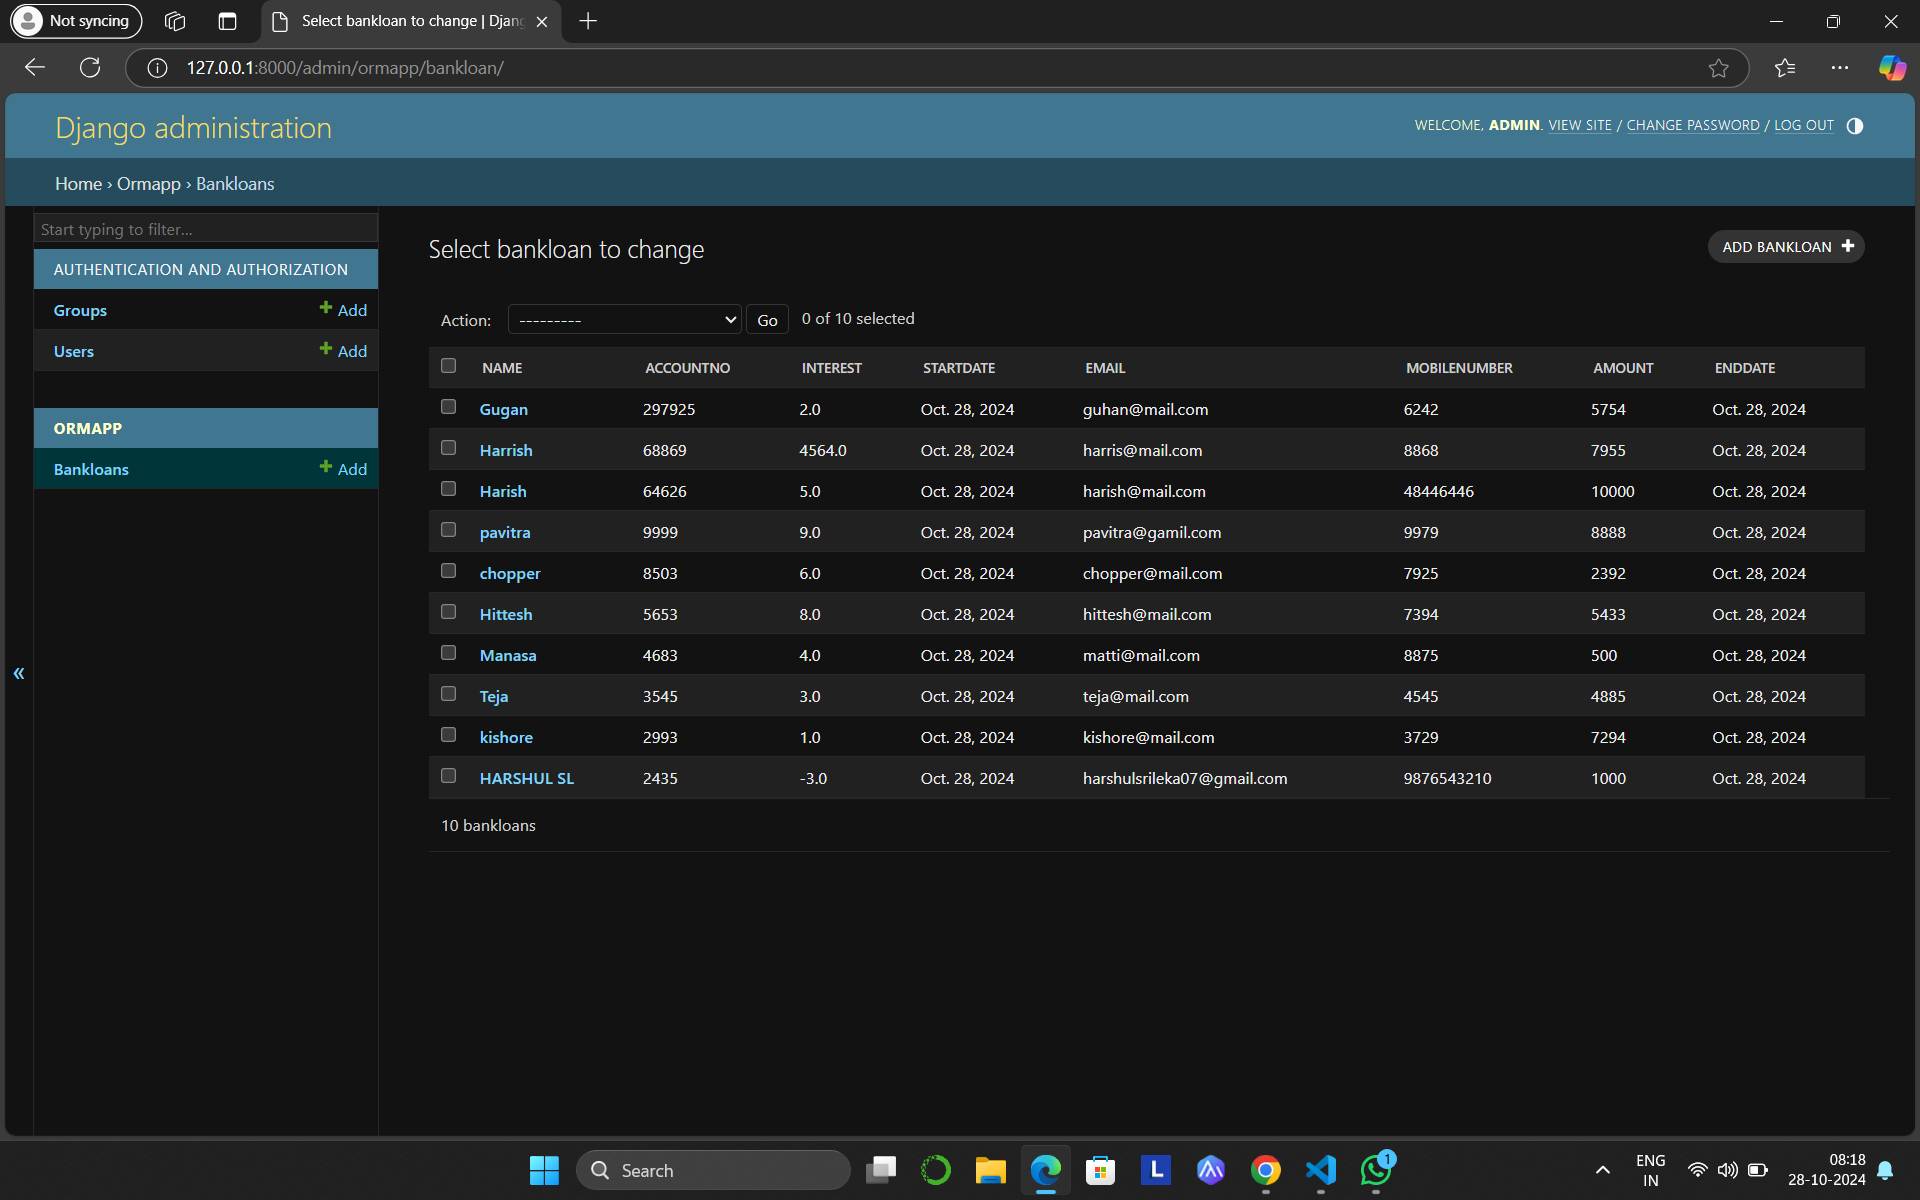 Not syncing
Select bankloan to change | Djang
127.0.0.1:8000/admin/ormapp/bankloan/
Django administration
WELCOME, ADMIN. VIEW SITE / CHANGE PASSWORD / LOG OUT
Home › Ormapp › Bankloans
Start typing to filter...
AUTHENTICATION AND AUTHORIZATION
Groups Add
Users Add
ORMAPP
Bankloans Add
«
Select bankloan to change
ADD BANKLOAN
Action: --------- Go 0 of 10 selected
NAME ACCOUNTNO INTEREST STARTDATE EMAIL MOBILENUMBER AMOUNT ENDDATE
Gugan 297925 2.0 Oct. 28, 2024 guhan@mail.com 6242 5754 Oct. 28, 2024
Harrish 68869 4564.0 Oct. 28, 2024 harris@mail.com 8868 7955 Oct. 28, 2024
Harish 64626 5.0 Oct. 28, 2024 harish@mail.com 48446446 10000 Oct. 28, 2024
pavitra 9999 9.0 Oct. 28, 2024 pavitra@gamil.com 9979 8888 Oct. 28, 2024
chopper 8503 6.0 Oct. 28, 2024 chopper@mail.com 7925 2392 Oct. 28, 2024
Hittesh 5653 8.0 Oct. 28, 2024 hittesh@mail.com 7394 5433 Oct. 28, 2024
Manasa 4683 4.0 Oct. 28, 2024 matti@mail.com 8875 500 Oct. 28, 2024
Teja 3545 3.0 Oct. 28, 2024 teja@mail.com 4545 4885 Oct. 28, 2024
kishore 2993 1.0 Oct. 28, 2024 kishore@mail.com 3729 7294 Oct. 28, 2024
HARSHUL SL 2435 -3.0 Oct. 28, 2024 harshulsrileka07@gmail.com 9876543210 1000 Oct. 28, 2024
10 bankloans
Search
L
1
ENG
IN
08:18
28-10-2024